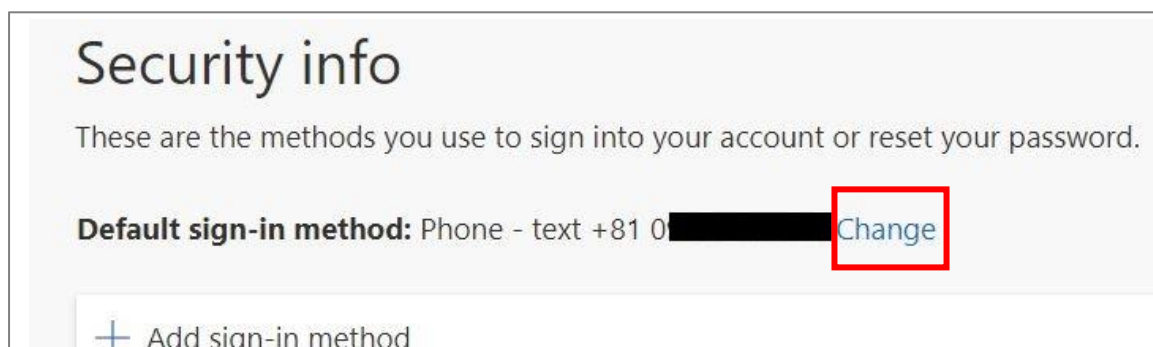 Security info
These are the methods you use to sign into your account or reset your password.
Default sign-in method: Phone - text +81 0 Change
+ Add sign-in method